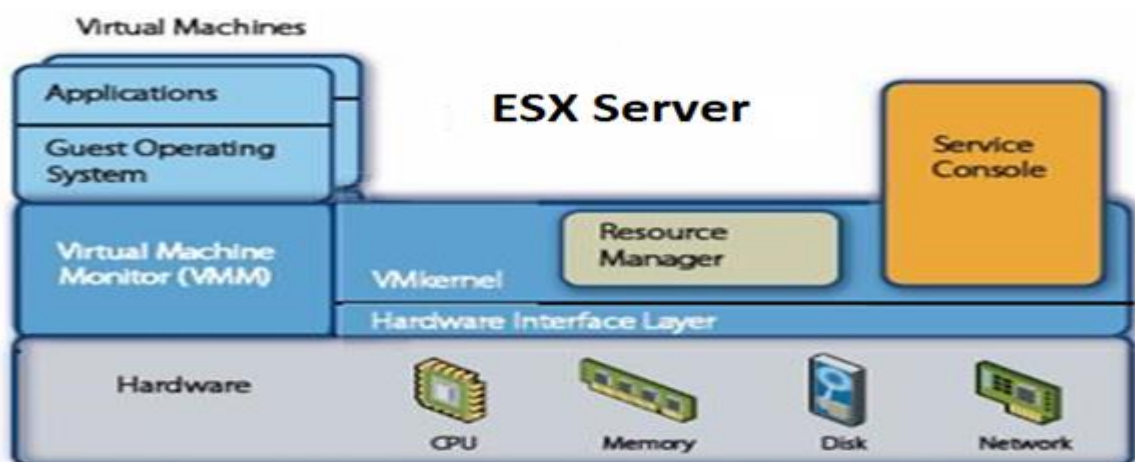 Virtual Machines
Applications
Guest Operating
System
ESX Server
Service
Console
Virtual Machine
Monitor (VMM)
Resource
Manager
VMkernel
Hardware Interface Layer
Hardware
CPU
Memory
Disk
Network